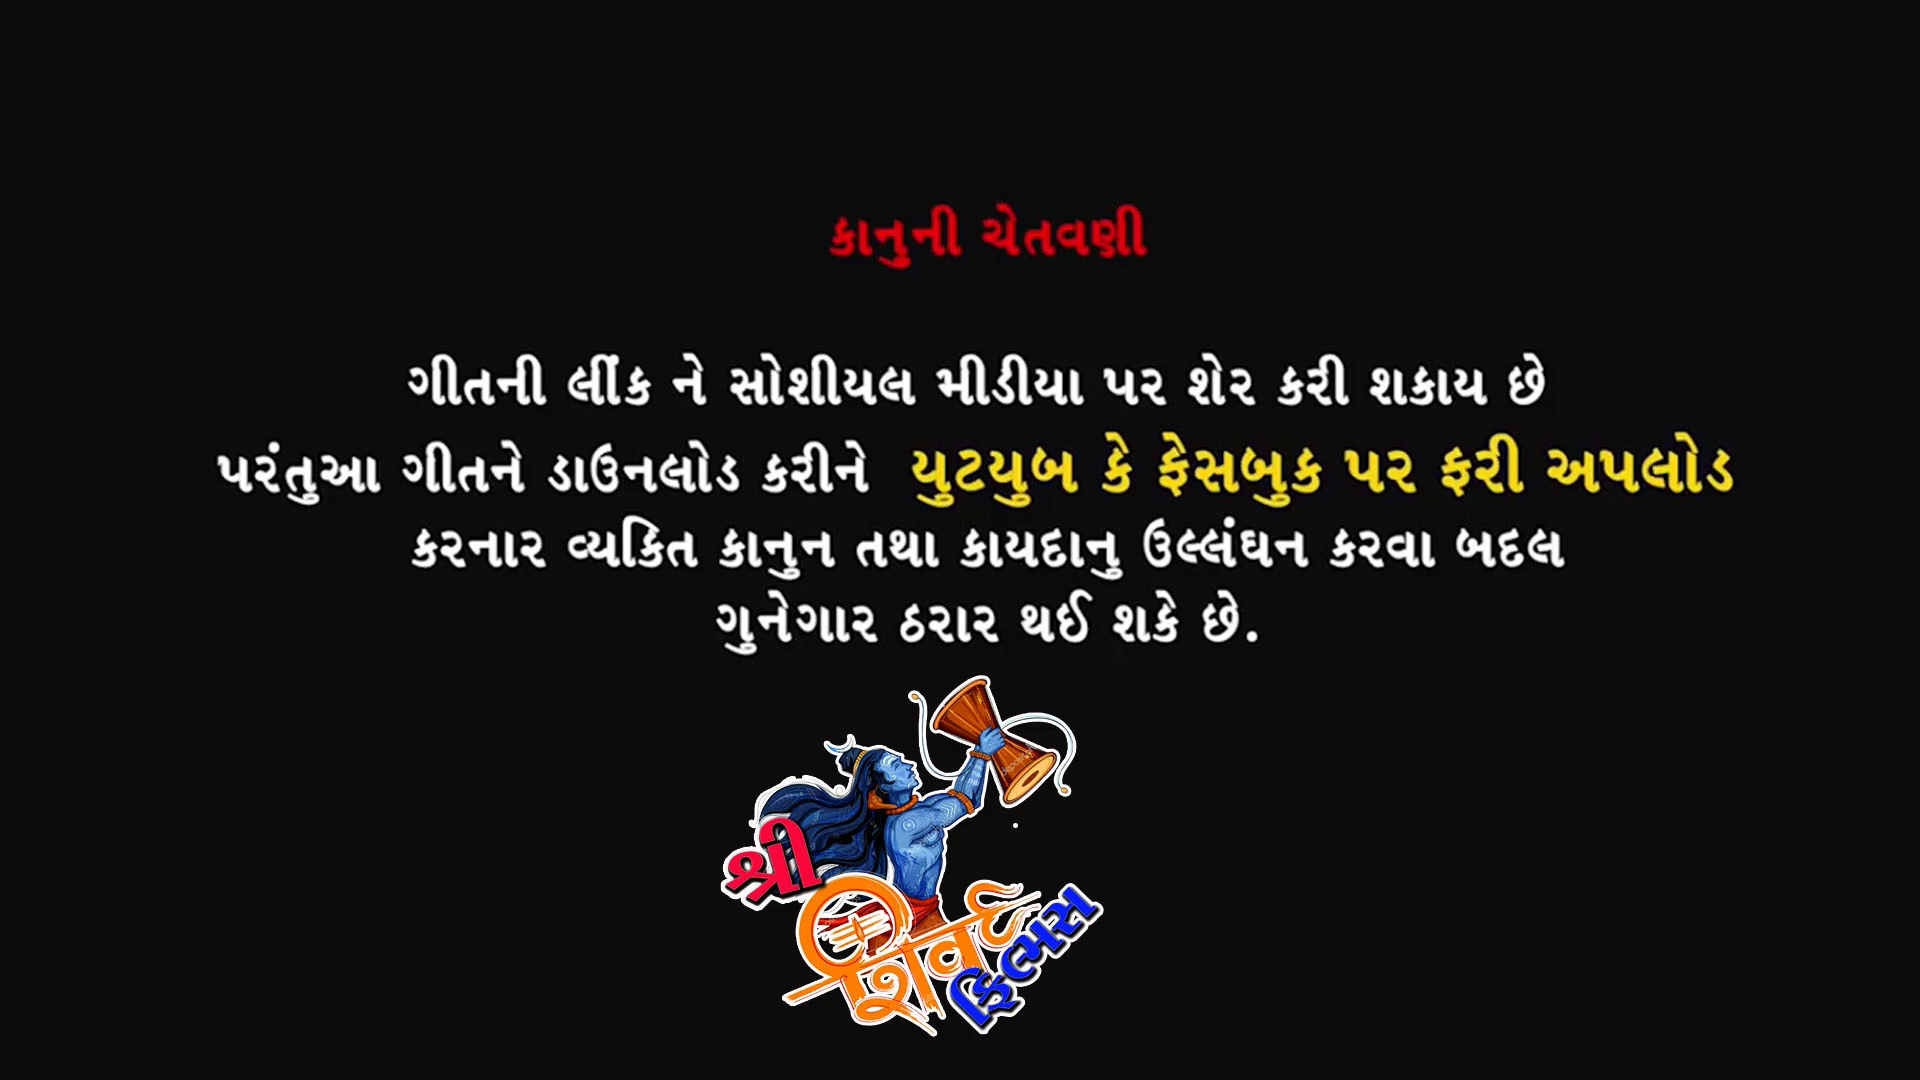 કાનુની ચેતવણી
ગીતની લીંક ને સોશીયલ મીડીયા પર શેર કરી શકાય છે
પરંતુઆ ગીતને ડાઉનલોડ કરીને યુટયુબ કે ફેસબુક પર ફરી અપલોડ
કરનાર વ્યકિત કાનુન તથા કાયદાનુ ઉલ્લંઘન કરવા બદલ
ગુનેગાર ઠરાર થઈ શકે છે.
શ્રી
ફિલ્મસ